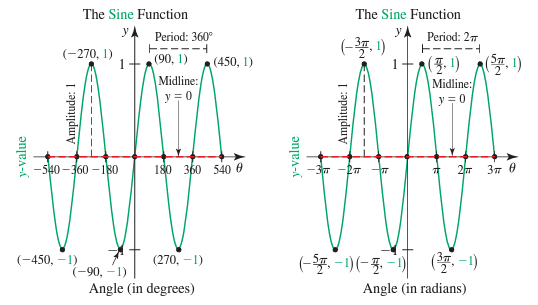 The Sine Function
y
Period: 360°
(−270, 1)
(90, 1)
(450, 1)
1
Midline:
y = 0
Amplitude: 1
y-value
−540 −360 −180
180 360 540 θ
−1
(−450, −1)
(−90, −1)
(270, −1)
Angle (in degrees)
The Sine Function
y
Period: 2π
(−3π/2, 1)
(π/2, 1)
(5π/2, 1)
1
Midline:
y = 0
Amplitude: 1
y-value
−3π −2π −π
π 2π 3π θ
−1
(−5π/2, −1)
(−π/2, −1)
(3π/2, −1)
Angle (in radians)